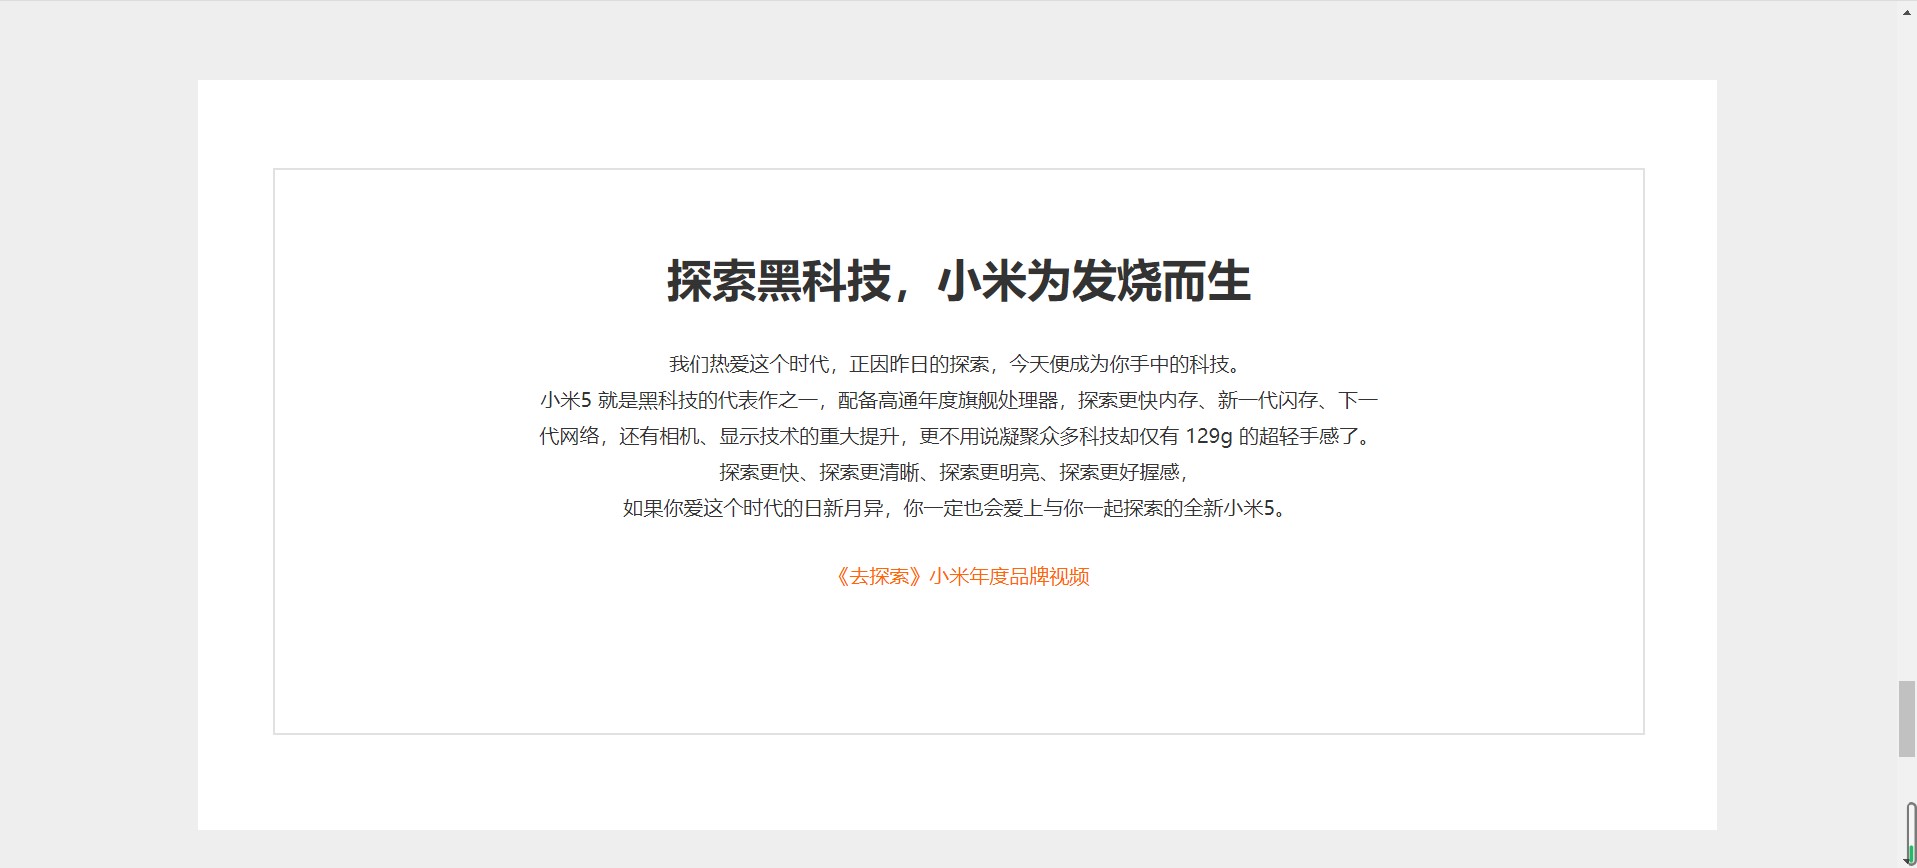 探索黑科技，小米为发烧而生
我们热爱这个时代，正因昨日的探索，今天便成为你手中的科技。
小米5 就是黑科技的代表作之一，配备高通年度旗舰处理器，探索更快内存、新一代闪存、下一
代网络，还有相机、显示技术的重大提升，更不用说凝聚众多科技却仅有 129g 的超轻手感了。
探索更快、探索更清晰、探索更明亮、探索更好握感，
如果你爱这个时代的日新月异，你一定也会爱上与你一起探索的全新小米5。
《去探索》小米年度品牌视频